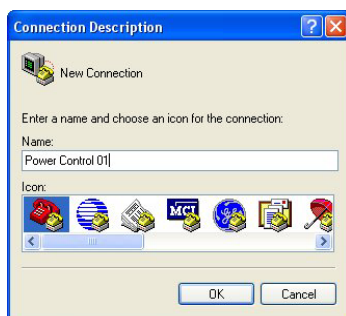 Connection Description
New Connection
Enter a name and choose an icon for the connection:
Name:
Power Control 01
Icon:
MCI
OK
Cancel